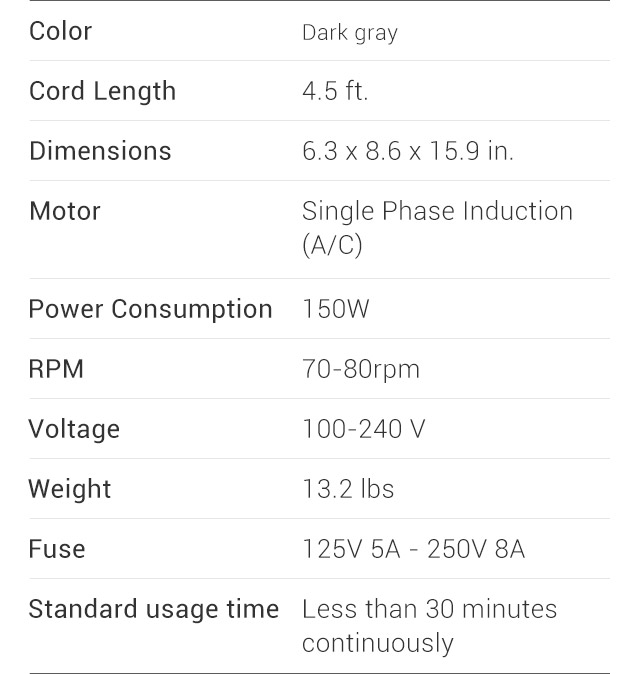 Color Dark gray
Cord Length 4.5 ft.
Dimensions 6.3 x 8.6 x 15.9 in.
Motor Single Phase Induction
(A/C)
Power Consumption 150W
RPM 70-80rpm
Voltage 100-240 V
Weight 13.2 lbs
Fuse 125V 5A - 250V 8A
Standard usage time Less than 30 minutes
continuously